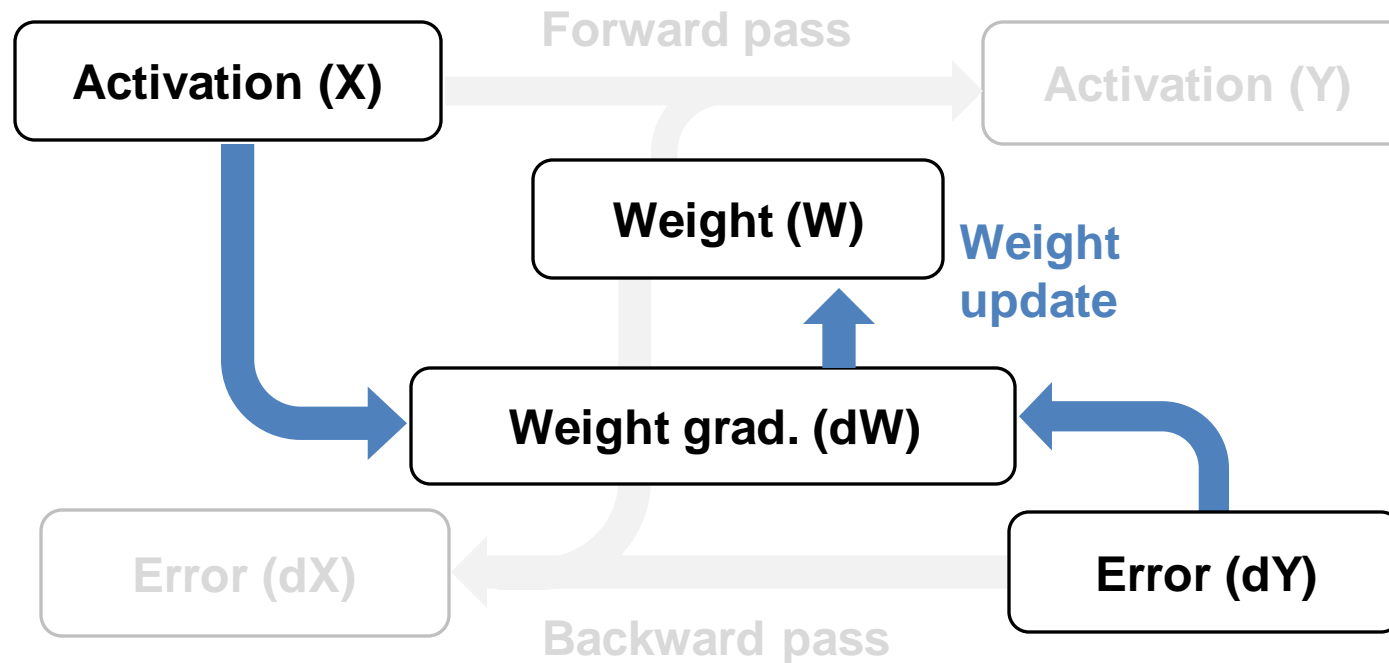 Forward pass
Activation (X)
Activation (Y)
Weight (W)
Weight
update
Weight grad. (dW)
Error (dX)
Error (dY)
Backward pass